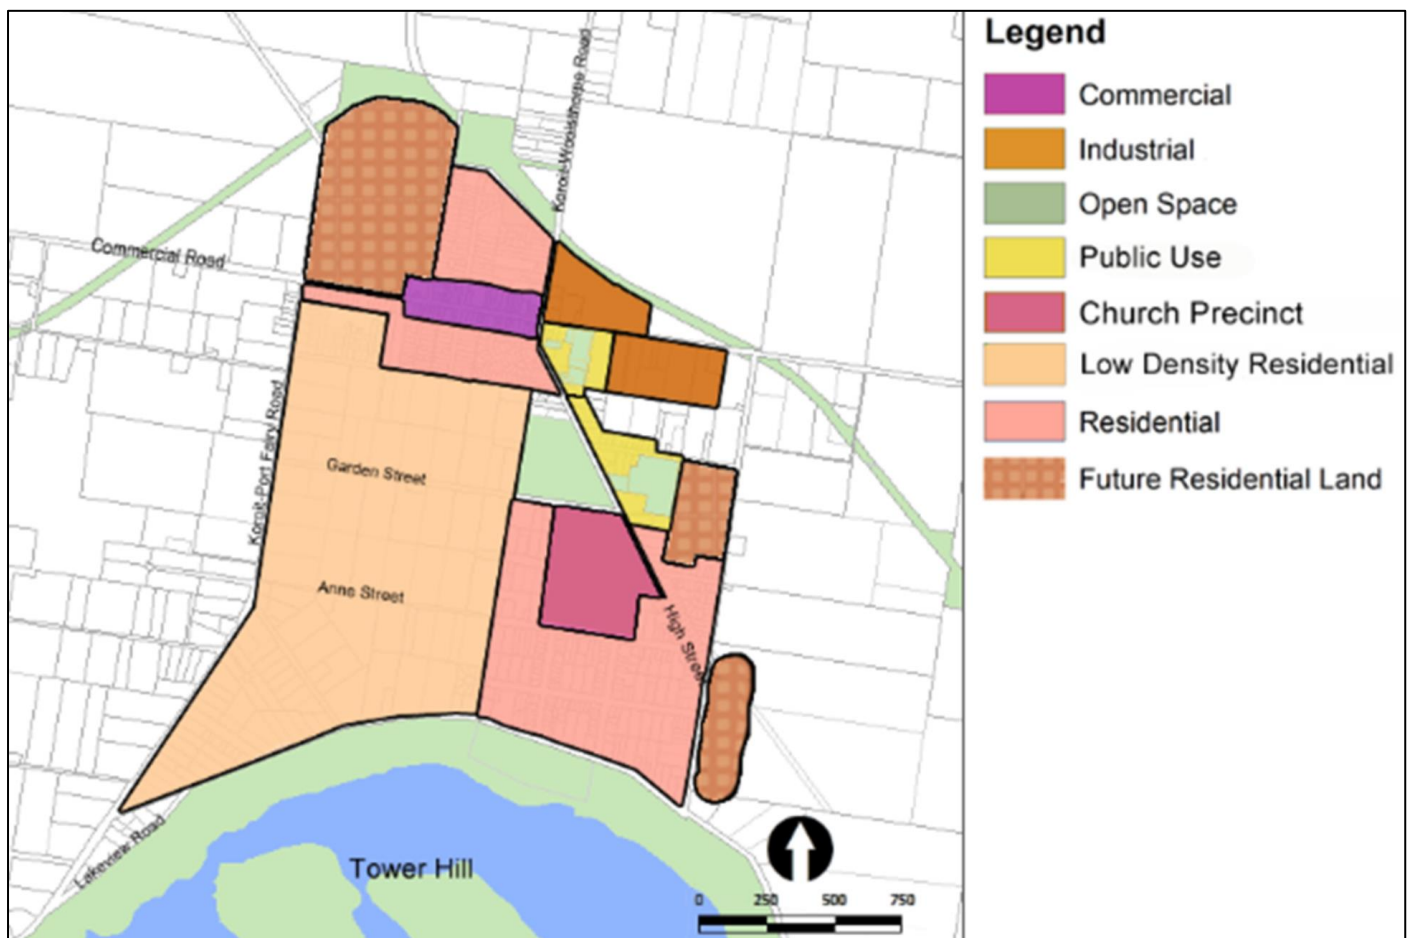 Legend
Commercial
Industrial
Open Space
Public Use
Church Precinct
Low Density Residential
Residential
Future Residential Land
Koroit-Woolsthorpe Road
Commercial Road
Koroit-Port Fairy Road
Garden Street
Anne Street
High Street
Lakeview Road
Tower Hill
0 250 500 750